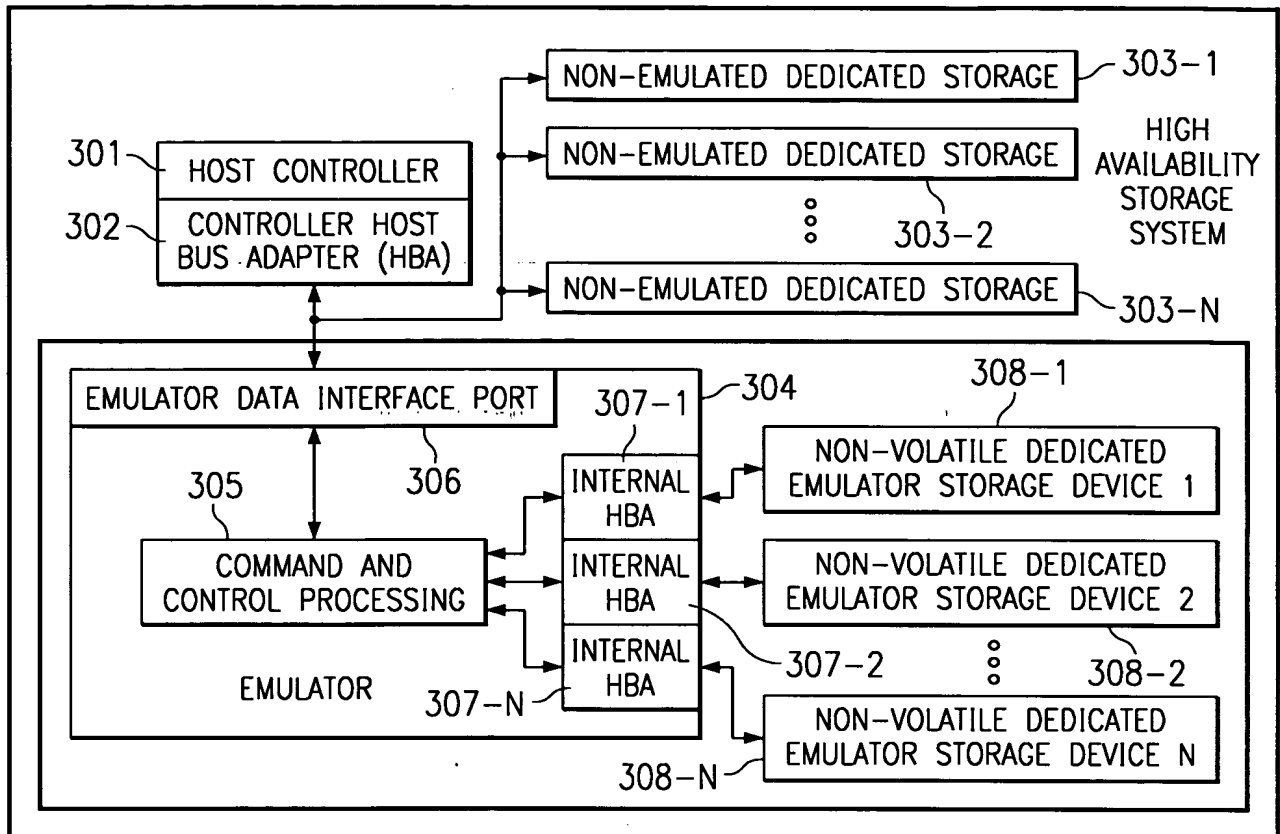 NON-EMULATED DEDICATED STORAGE
303-1
301
HOST CONTROLLER
302
CONTROLLER HOST
BUS ADAPTER (HBA)
NON-EMULATED DEDICATED STORAGE
303-2
HIGH
AVAILABILITY
STORAGE
SYSTEM
NON-EMULATED DEDICATED STORAGE
303-N
EMULATOR DATA INTERFACE PORT
306
304
305
COMMAND AND
CONTROL PROCESSING
EMULATOR
307-1
INTERNAL
HBA
INTERNAL
HBA
307-2
INTERNAL
HBA
307-N
308-1
NON-VOLATILE DEDICATED
EMULATOR STORAGE DEVICE 1
NON-VOLATILE DEDICATED
EMULATOR STORAGE DEVICE 2
308-2
NON-VOLATILE DEDICATED
EMULATOR STORAGE DEVICE N
308-N